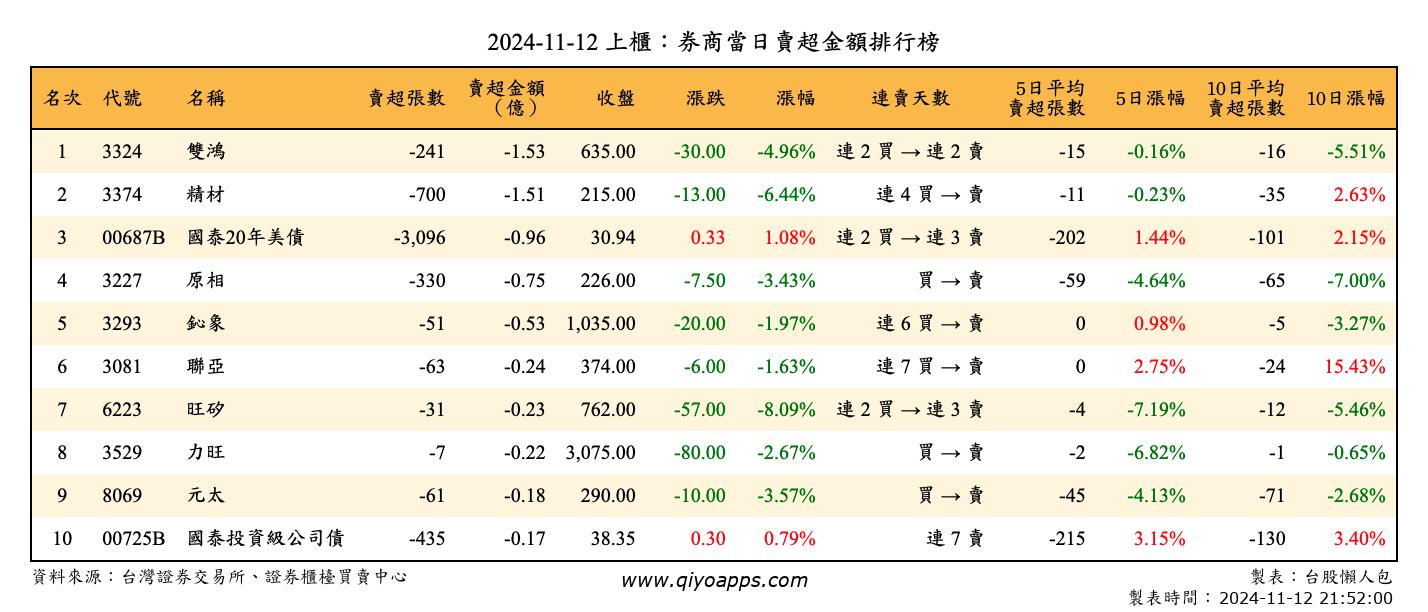 2024-11-12 上櫃：券商當日賣超金額排行榜
名次 代號 名稱 賣超張數 賣超金額（億） 收盤 漲跌 漲幅 連賣天數 5日平均賣超張數 5日漲幅 10日平均賣超張數 10日漲幅
1 3324 雙鴻 -241 -1.53 635.00 -30.00 -4.96% 連 2 買 → 連 2 賣 -15 -0.16% -16 -5.51%
2 3374 精材 -700 -1.51 215.00 -13.00 -6.44% 連 4 買 → 賣 -11 -0.23% -35 2.63%
3 00687B 國泰20年美債 -3,096 -0.96 30.94 0.33 1.08% 連 2 買 → 連 3 賣 -202 1.44% -101 2.15%
4 3227 原相 -330 -0.75 226.00 -7.50 -3.43% 買 → 賣 -59 -4.64% -65 -7.00%
5 3293 鈊象 -51 -0.53 1,035.00 -20.00 -1.97% 連 6 買 → 賣 0 0.98% -5 -3.27%
6 3081 聯亞 -63 -0.24 374.00 -6.00 -1.63% 連 7 買 → 賣 0 2.75% -24 15.43%
7 6223 旺矽 -31 -0.23 762.00 -57.00 -8.09% 連 2 買 → 連 3 賣 -4 -7.19% -12 -5.46%
8 3529 力旺 -7 -0.22 3,075.00 -80.00 -2.67% 買 → 賣 -2 -6.82% -1 -0.65%
9 8069 元太 -61 -0.18 290.00 -10.00 -3.57% 買 → 賣 -45 -4.13% -71 -2.68%
10 00725B 國泰投資級公司債 -435 -0.17 38.35 0.30 0.79% 連 7 賣 -215 3.15% -130 3.40%
資料來源：台灣證券交易所、證券櫃檯買賣中心 www.qiyoapps.com 製表：台股懶人包
製表時間：2024-11-12 21:52:00